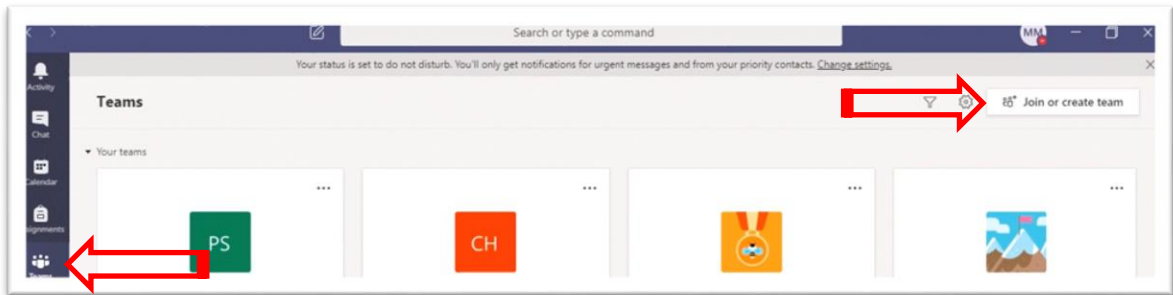 Search or type a command
MM
Your status is set to do not disturb. You'll only get notifications for urgent messages and from your priority contacts. Change settings.
Activity
Teams
Join or create team
Chat
Your teams
Calendar
signments
PS
CH
Teams